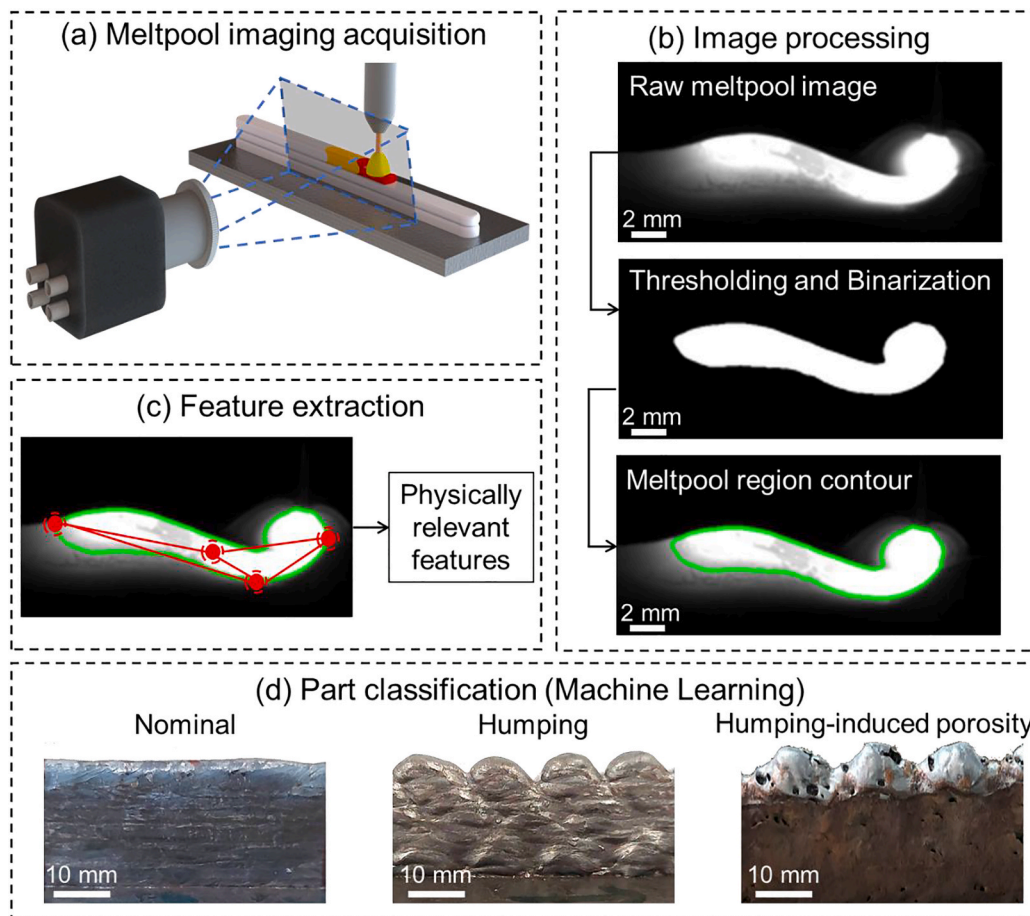 (a) Meltpool imaging acquisition
(b) Image processing
Raw meltpool image
2 mm
Thresholding and Binarization
2 mm
Meltpool region contour
2 mm
(c) Feature extraction
Physically
relevant
features
(d) Part classification (Machine Learning)
Nominal
Humping
Humping-induced porosity
10 mm
10 mm
10 mm